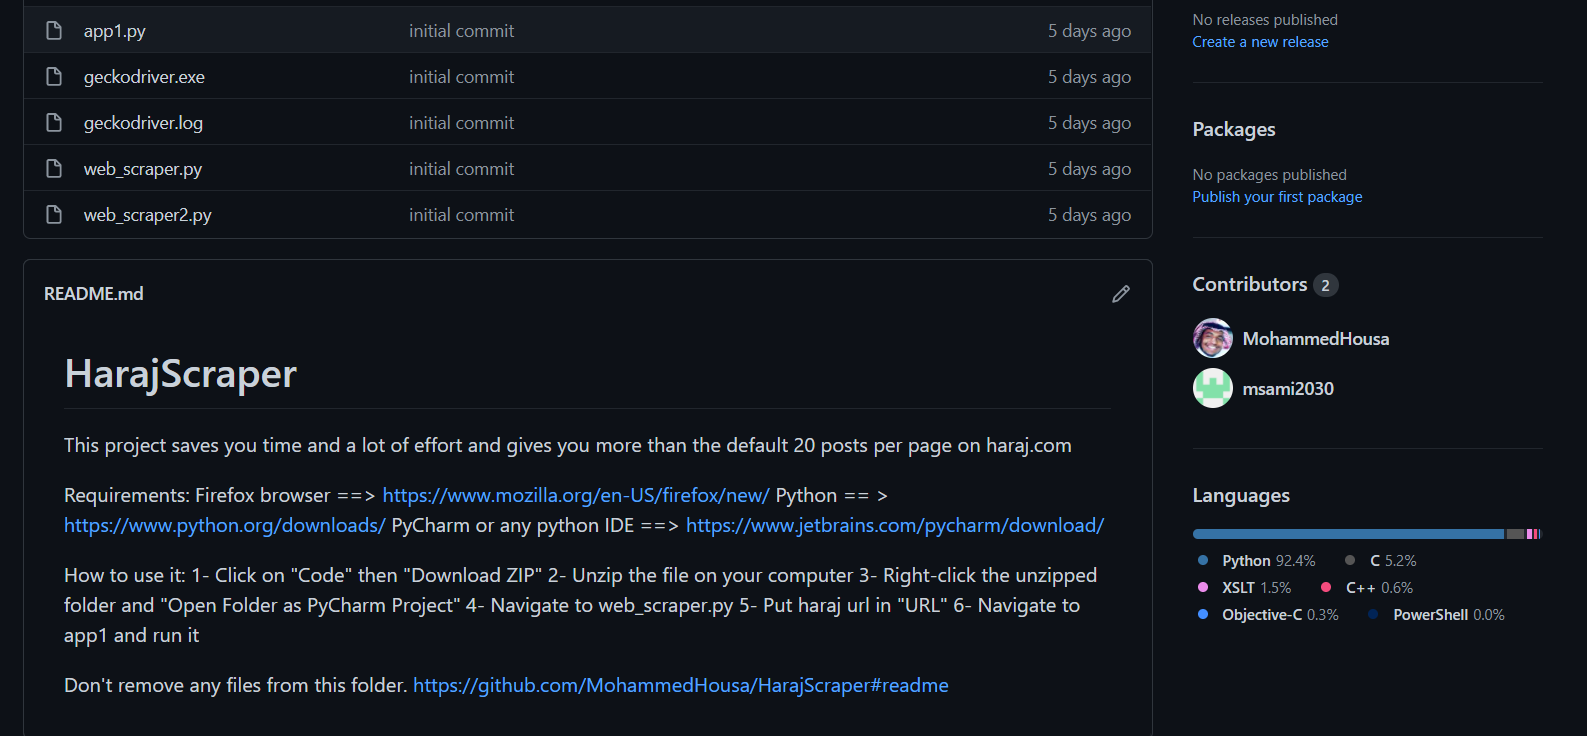 app1.py initial commit 5 days ago
geckodriver.exe initial commit 5 days ago
geckodriver.log initial commit 5 days ago
web_scraper.py initial commit 5 days ago
web_scraper2.py initial commit 5 days ago
README.md
HarajScraper
This project saves you time and a lot of effort and gives you more than the default 20 posts per page on haraj.com
Requirements: Firefox browser ==> https://www.mozilla.org/en-US/firefox/new/ Python == >
https://www.python.org/downloads/ PyCharm or any python IDE ==> https://www.jetbrains.com/pycharm/download/
How to use it: 1- Click on "Code" then "Download ZIP" 2- Unzip the file on your computer 3- Right-click the unzipped
folder and "Open Folder as PyCharm Project" 4- Navigate to web_scraper.py 5- Put haraj url in "URL" 6- Navigate to
app1 and run it
Don't remove any files from this folder. https://github.com/MohammedHousa/HarajScraper#readme
No releases published
Create a new release
Packages
No packages published
Publish your first package
Contributors 2
MohammedHousa
msami2030
Languages
Python 92.4% C 5.2%
XSLT 1.5% C++ 0.6%
Objective-C 0.3% PowerShell 0.0%